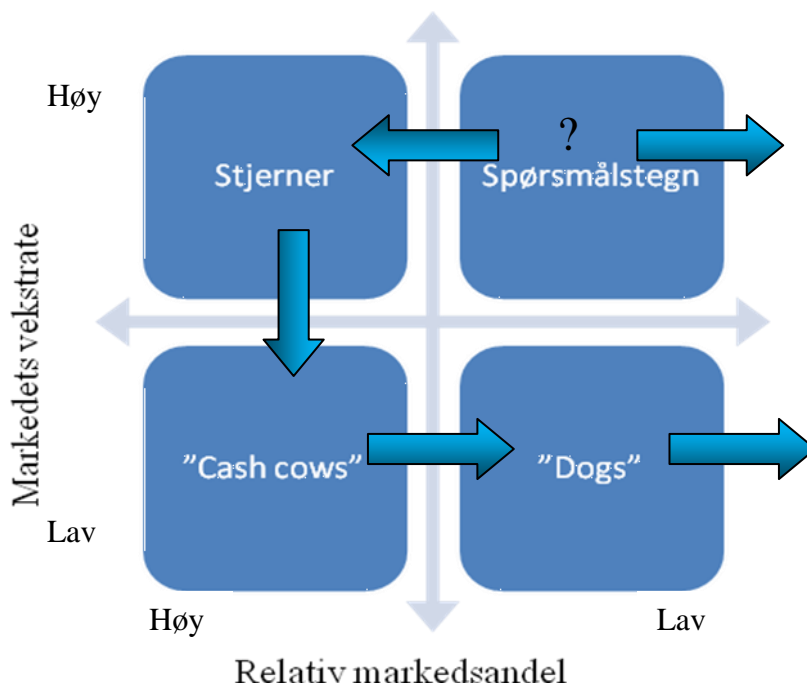 Høy
?
Stjerner
Spørsmålstegn
Markedets vekstrate
”Cash cows”
”Dogs”
Lav
Høy
Lav
Relativ markedsandel